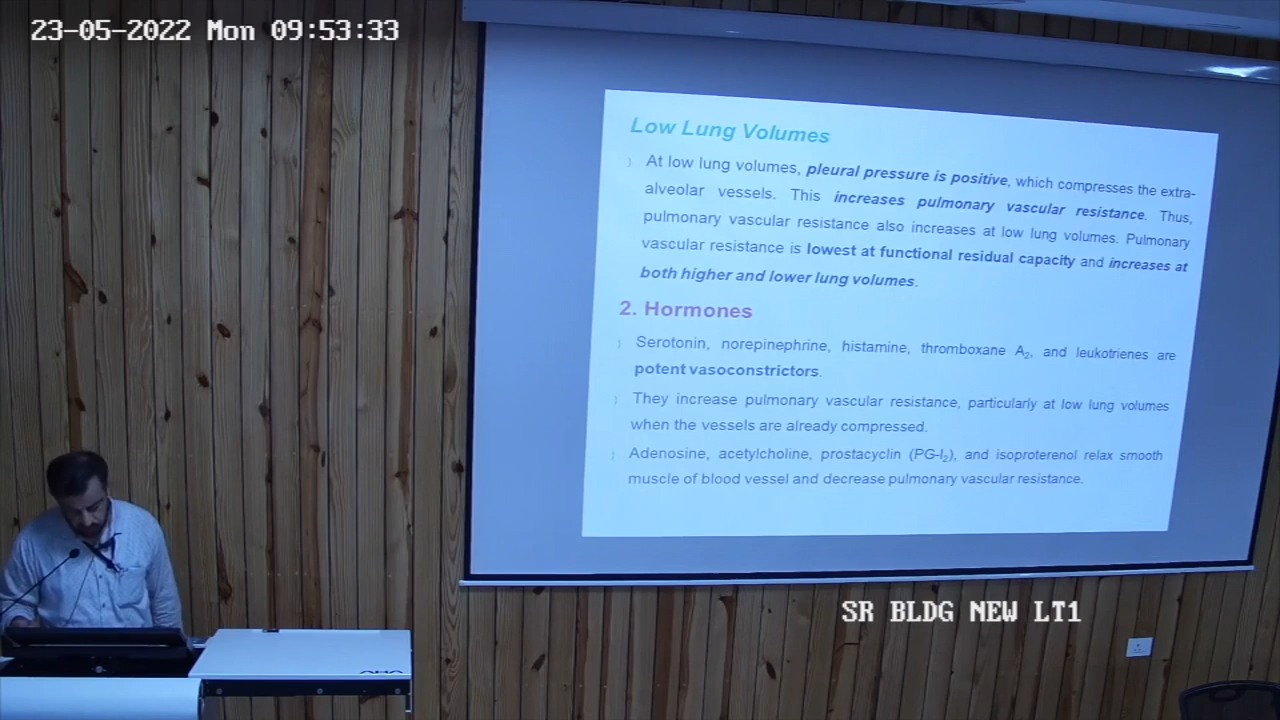 23-05-2022 Mon 09:53:33
Low Lung Volumes
At low lung volumes, pleural pressure is positive, which compresses the extra-
alveolar vessels. This increases pulmonary vascular resistance. Thus,
pulmonary vascular resistance also increases at low lung volumes. Pulmonary
vascular resistance is lowest at functional residual capacity and increases at
both higher and lower lung volumes.
2. Hormones
Serotonin, norepinephrine, histamine, thromboxane A2, and leukotrienes are
potent vasoconstrictors.
They increase pulmonary vascular resistance, particularly at low lung volumes
when the vessels are already compressed.
Adenosine, acetylcholine, prostacyclin (PG-I2), and isoproterenol relax smooth
muscle of blood vessel and decrease pulmonary vascular resistance.
SR BLDG NEW LT1